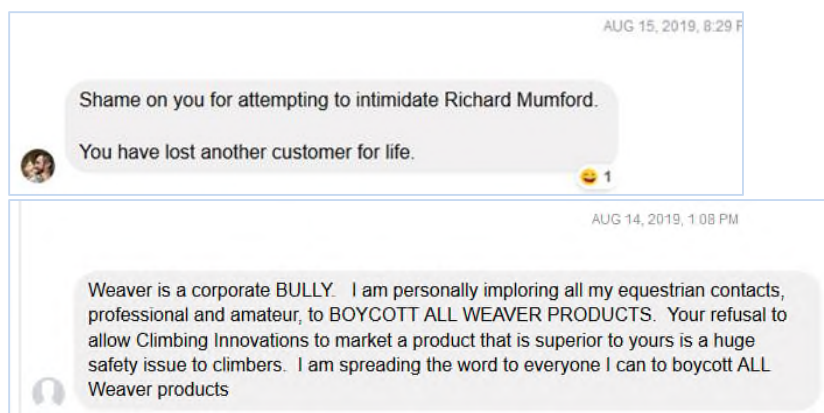 AUG 15, 2019, 8:29 P
Shame on you for attempting to intimidate Richard Mumford.
You have lost another customer for life.
1
AUG 14, 2019, 1:08 PM
Weaver is a corporate BULLY. I am personally imploring all my equestrian contacts,
professional and amateur, to BOYCOTT ALL WEAVER PRODUCTS. Your refusal to
allow Climbing Innovations to market a product that is superior to yours is a huge
safety issue to climbers. I am spreading the word to everyone I can to boycott ALL
Weaver products